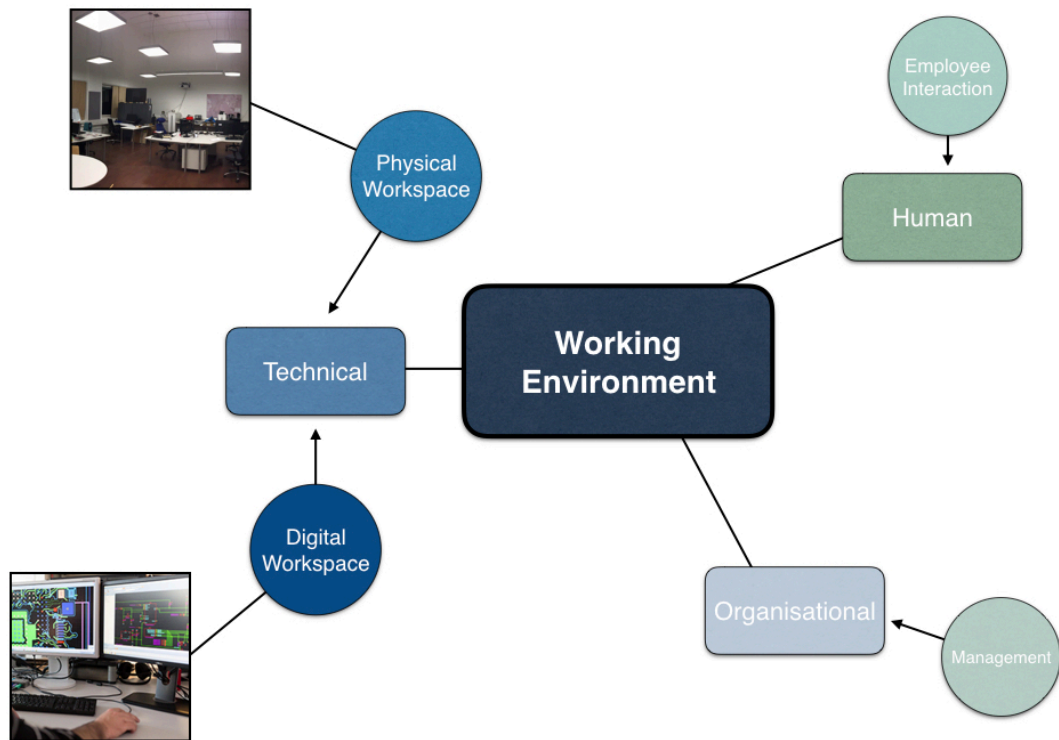 Employee
Interaction
Physical
Workspace
Human
Working
Environment
Technical
Digital
Workspace
Organisational
Management